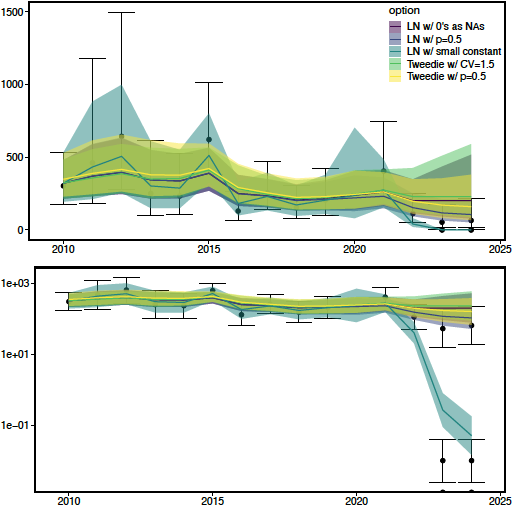 1500
1000
500
0
option
LN w/ 0's as NAs
LN w/ p=0.5
LN w/ small constant
Tweedie w/ CV=1.5
Tweedie w/ p=0.5
2010
2015
2020
2025
1e+03
1e+01
1e−01
2010
2015
2020
2025